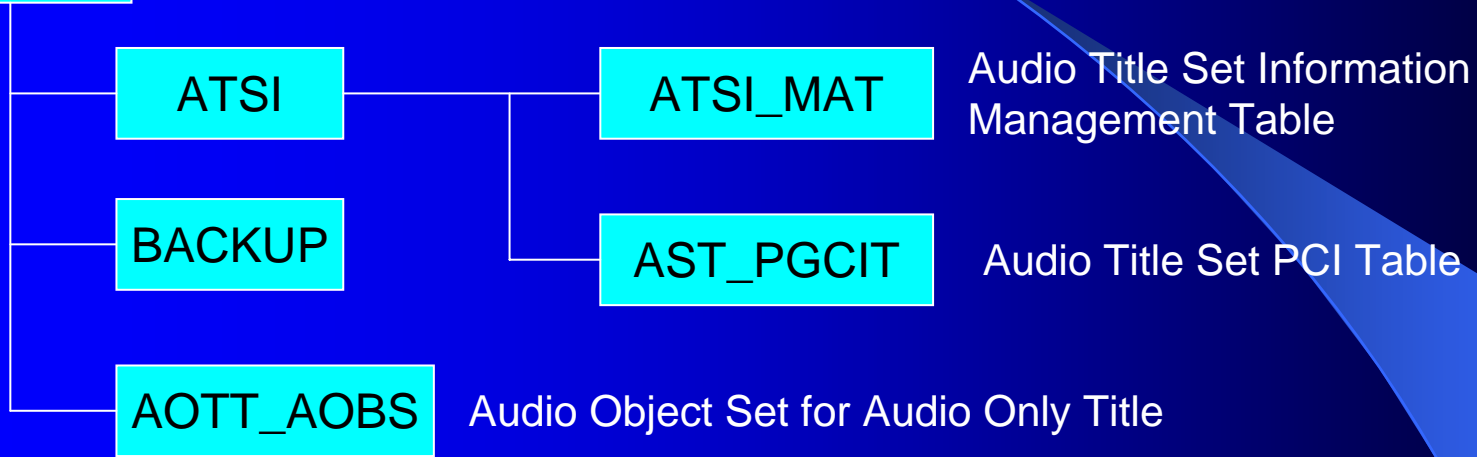 ATSI
ATSI_MAT
Audio Title Set Information
Management Table
BACKUP
AST_PGCIT
Audio Title Set PCI Table
AOTT_AOBS
Audio Object Set for Audio Only Title